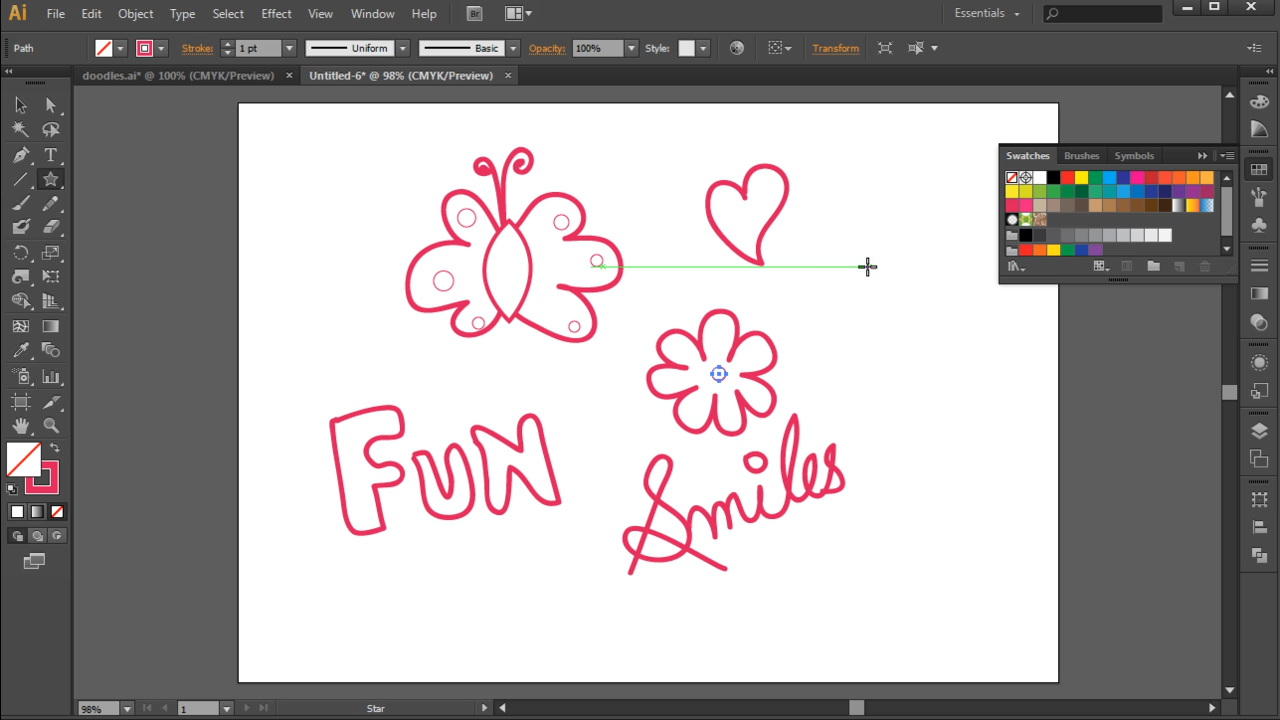 Ai File Edit Object Type Select Effect View Window Help Br Essentials
Path Stroke: 1 pt Uniform Basic Opacity: 100% Style: Transform
doodles.ai* @ 100% (CMYK/Preview) Untitled-6* @ 98% (CMYK/Preview)
Swatches Brushes Symbols
FuN
Smiles
98% 1 Star